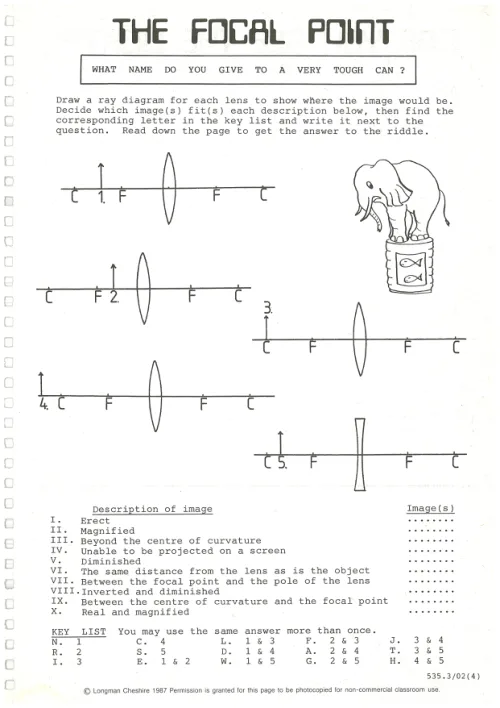 THE FOCAL POINT
WHAT NAME DO YOU GIVE TO A VERY TOUGH CAN ?
Draw a ray diagram for each lens to show where the image would be.
Decide which image(s) fit(s) each description below, then find the
corresponding letter in the key list and write it next to the
question. Read down the page to get the answer to the riddle.
C 1. F F C
C F 2. F C
3.
C F F C
4. C F F C
C 5. F F C
Description of image Image(s)
I. Erect ........
II. Magnified ........
III. Beyond the centre of curvature ........
IV. Unable to be projected on a screen ........
V. Diminished ........
VI. The same distance from the lens as is the object ........
VII. Between the focal point and the pole of the lens ........
VIII. Inverted and diminished ........
IX. Between the centre of curvature and the focal point ........
X. Real and magnified ........
KEY LIST You may use the same answer more than once.
N. 1 C. 4 L. 1 & 3 F. 2 & 3 J. 3 & 4
R. 2 S. 5 D. 1 & 4 A. 2 & 4 T. 3 & 5
I. 3 E. 1 & 2 W. 1 & 5 G. 2 & 5 H. 4 & 5
535.3/02(4)
© Longman Cheshire 1987 Permission is granted for this page to be photocopied for non-commercial classroom use.